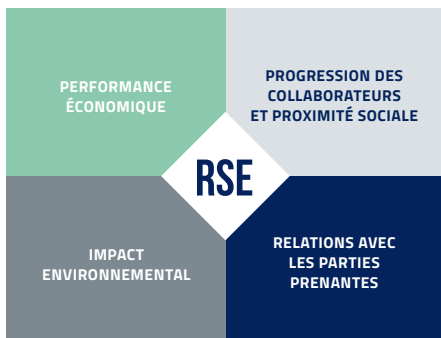 PERFORMANCE
ÉCONOMIQUE
PROGRESSION DES
COLLABORATEURS
ET PROXIMITÉ SOCIALE
RSE
IMPACT
ENVIRONNEMENTAL
RELATIONS AVEC
LES PARTIES
PRENANTES